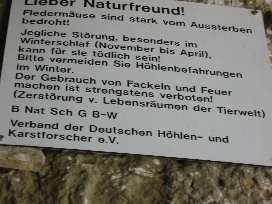 Lieber Naturfreund!
Fledermäuse sind stark vom Aussterben
bedroht!
Jegliche Störung, besonders im
Winterschlaf (November bis April),
kann für sie tödlich sein!
Bitte vermeiden Sie Höhlenbefahrungen
im Winter.
Der Gebrauch von Fackeln und Feuer
machen ist strengstens verboten!
(Zerstörung v. Lebensräumen der Tierwelt)
B Nat Sch G B-W
Verband der Deutschen Höhlen- und
Karstforscher e.V.